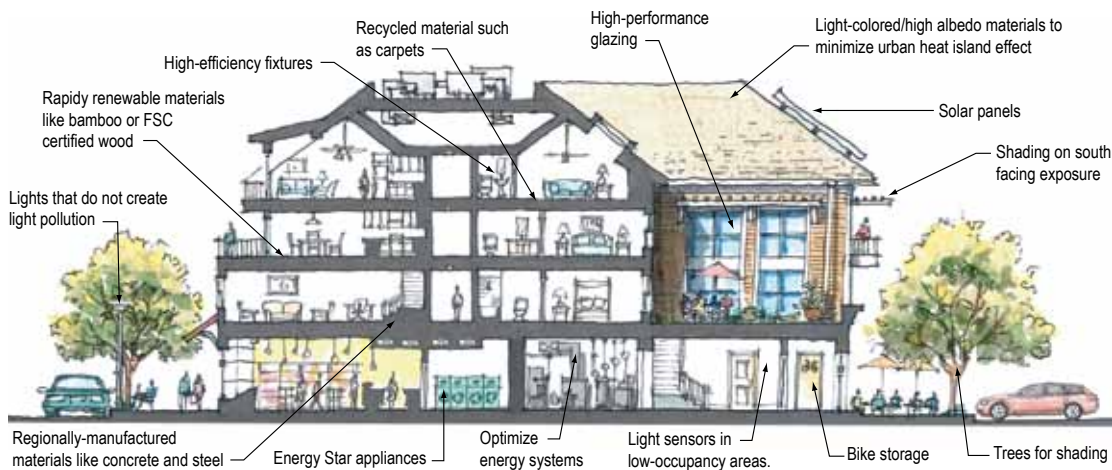 High-performance
glazing
Light-colored/high albedo materials to
minimize urban heat island effect
Recycled material such
as carpets
High-efficiency fixtures
Rapidy renewable materials
like bamboo or FSC
certified wood
Solar panels
Shading on south
facing exposure
Lights that do not create
light pollution
Regionally-manufactured
materials like concrete and steel
Energy Star appliances
Optimize
energy systems
Light sensors in
low-occupancy areas.
Bike storage
Trees for shading